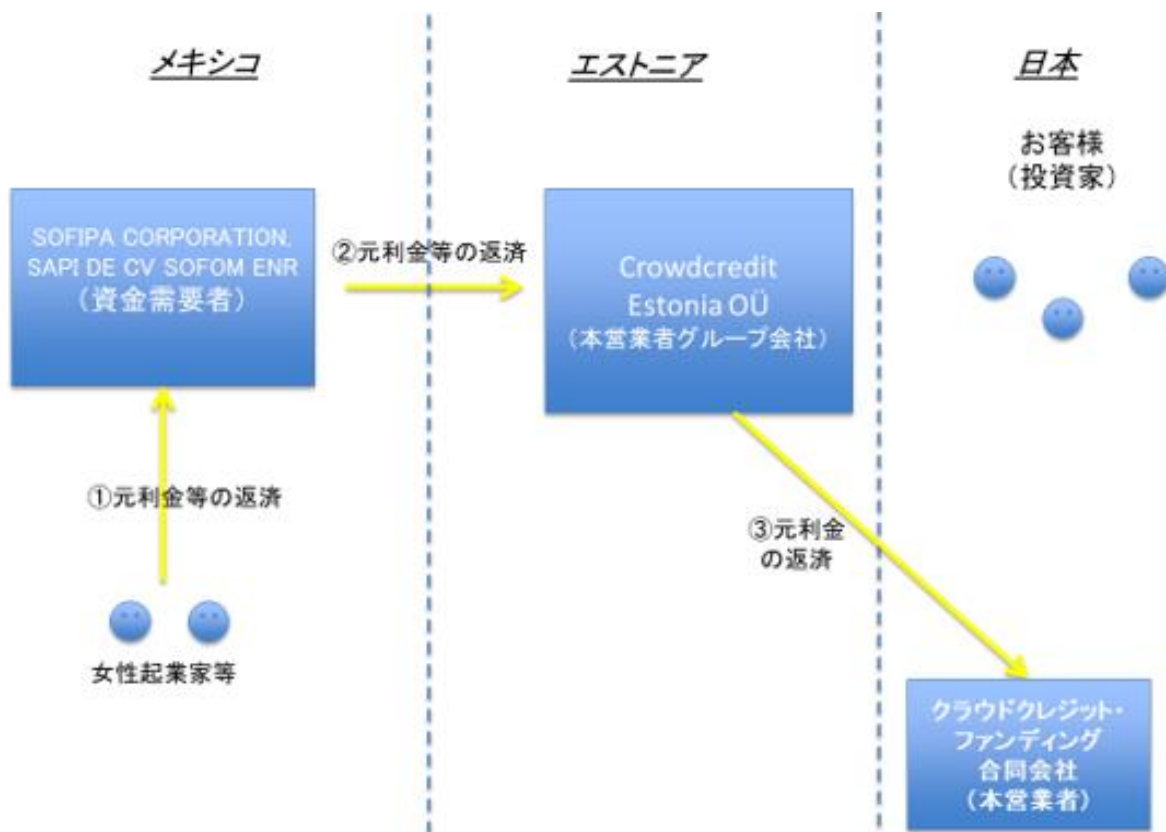 メキシコ
エストニア
日本
お客様
（投資家）
SOFIPA CORPORATION,
SAPI DE CV SOFOM ENR
（資金需要者）
②元利金等の返済
Crowdcredit
Estonia OÜ
（本営業者グループ会社）
①元利金等の返済
③元利金
の返済
女性起業家等
クラウドクレジット・
ファンディング
合同会社
（本営業者）